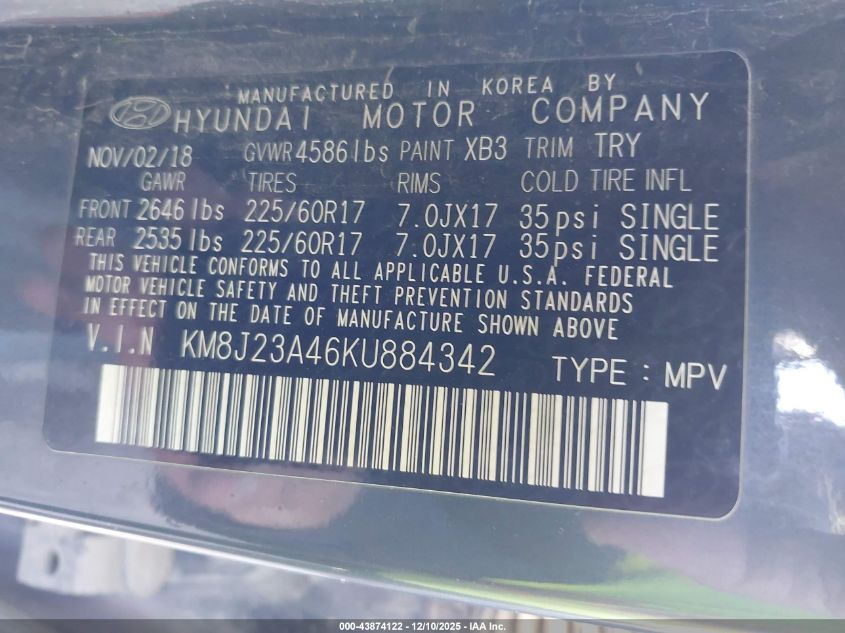 MANUFACTURED IN KOREA BY
HYUNDAI MOTOR COMPANY
NOV/02/18 GVWR 4586lbs PAINT XB3 TRIM TRY
GAWR TIRES RIMS COLD TIRE INFL
FRONT 2646 lbs 225/60R17 7.0JX17 35psi SINGLE
REAR 2535 lbs 225/60R17 7.0JX17 35psi SINGLE
THIS VEHICLE CONFORMS TO ALL APPLICABLE U.S.A. FEDERAL
MOTOR VEHICLE SAFETY AND THEFT PREVENTION STANDARDS
IN EFFECT ON THE DATE OF MANUFACTURE SHOWN ABOVE
V.I.N KM8J23A46KU884342 TYPE : MPV
000-43874122 - 12/10/2025 - IAA Inc.